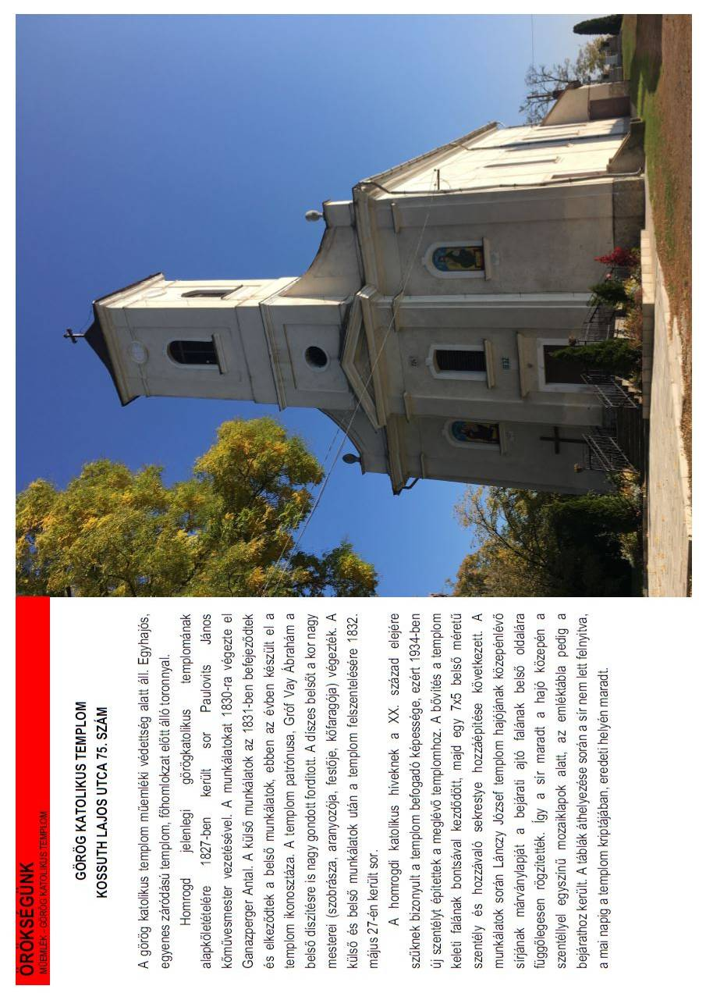 ÖRÖKSÉGÜNK
MŰEMLÉK - GÖRÖG KATOLIKUS TEMPLOM
GÖRÖG KATOLIKUS TEMPLOM
KOSSUTH LAJOS UTCA 75. SZÁM
A görög katolikus templom műemléki védettség alatt áll. Egyhajós,
egyenes záródású templom, főhomlokzat előtt álló toronnyal.
Homrogd jelenlegi görögkatolikus templomának
alapkőletételére 1827-ben került sor Paulovits János
kőművesmester vezetésével. A munkálatokat 1830-ra végezte el
Ganazperger Antal. A külső munkálatok az 1831-ben befejeződtek
és elkeződtek a belső munkálatok, ebben az évben készült el a
templom ikonosztáza. A templom patrónusa, Gróf Vay Ábrahám a
belső díszítésre is nagy gondott fordított. A díszes belsőt a kor nagy
mesterei (szobrásza, aranyozója, festője, kőfaragója) végezték. A
külső és belső munkálatok után a templom felszentelésére 1832.
május 27-én került sor.
A homrogdi katolikus híveknek a XX. század elejére
szűknek bizonyult a templom befogadó képessége, ezért 1934-ben
új szentélyt építettek a meglévő templomhoz. A bővítés a templom
keleti falának bontsával kezdődött, majd egy 7x5 belső méretű
szentély és hozzávaló sekrestye hozzáépítése következett. A
munkálatok során Lánczy József templom hajójának közepénlévő
sírjának márványlapját a bejárati ajtó falának belső oldalára
függőlegesen rögzítették. Így a sír maradt a hajó közepén a
szentéllyel egyszínű mozaiklapok alatt, az emléktábla pedig a
bejárathoz került. A táblák áthelyezése során a sír nem lett felnyitva,
a mai napig a templom kriptájában, eredeti helyén maradt.
1832